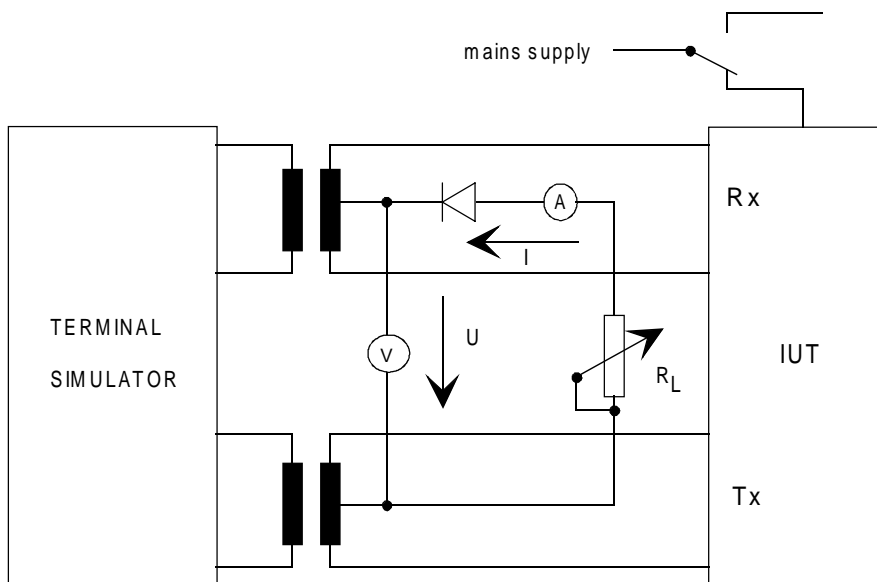 mains supply
Rx
A
I
TERMINAL
SIMULATOR
V
U
R_L
IUT
Tx